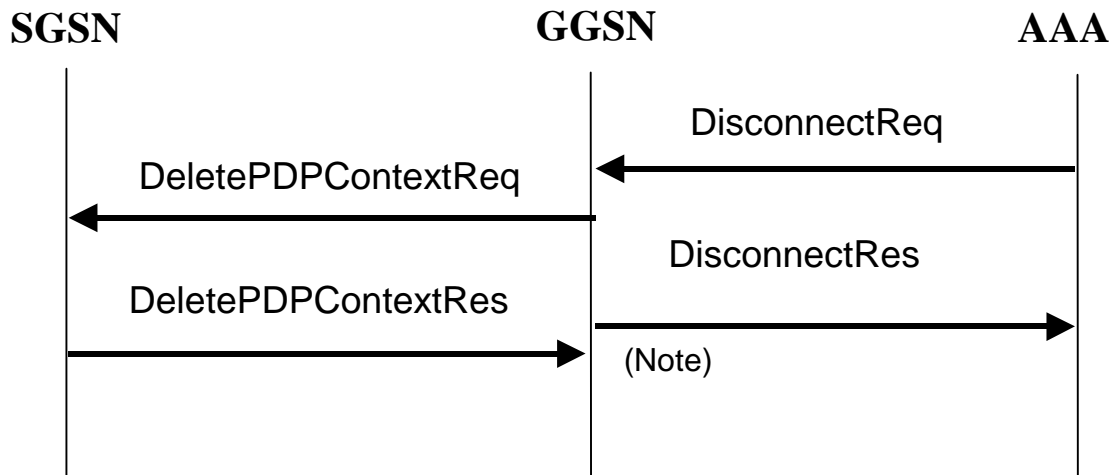 SGSN GGSN AAA
DisconnectReq
DeletePDPContextReq
DisconnectRes
DeletePDPContextRes
(Note)